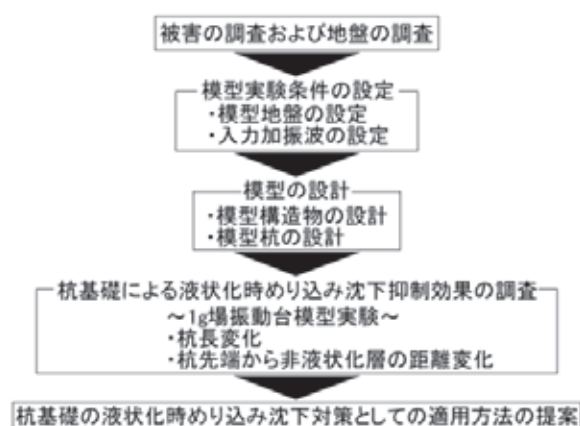 被害の調査および地盤の調査
模型実験条件の設定
・模型地盤の設定
・入力加振波の設定
模型の設計
・模型構造物の設計
・模型杭の設計
杭基礎による液状化時めり込み沈下抑制効果の調査
～1g場振動台模型実験～
・杭長変化
・杭先端から非液状化層の距離変化
杭基礎の液状化時めり込み沈下対策としての適用方法の提案